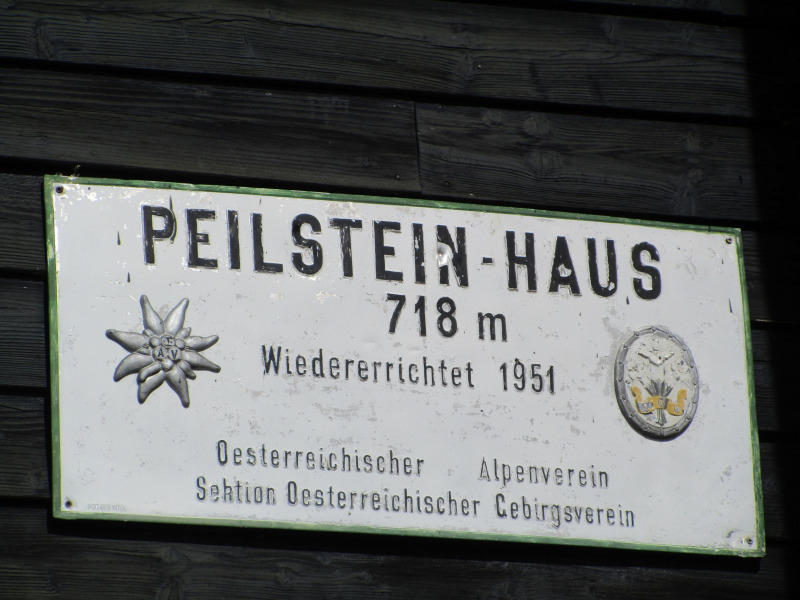 PEILSTEIN-HAUS
718 m
Wiedererrichtet 1951
Oesterreichischer Alpenverein
Sektion Oesterreichischer Gebirgsverein